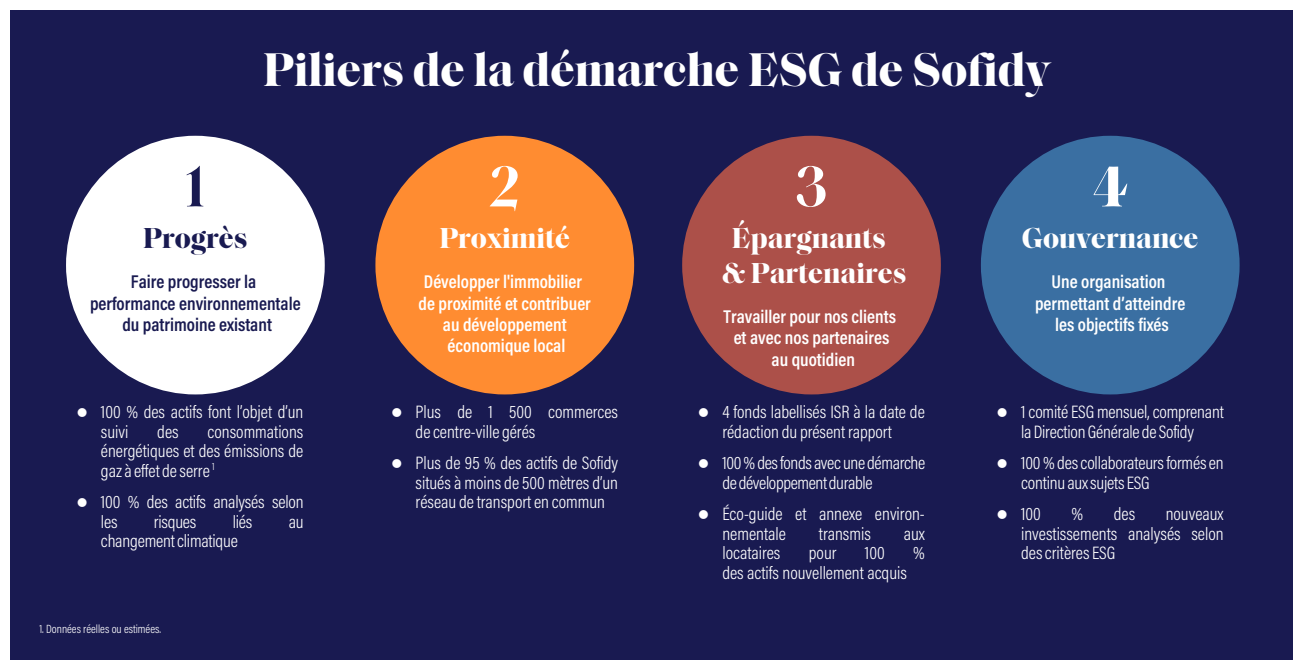 Piliers de la démarche ESG de Sofidy
1
Progrès
Faire progresser la
performance environnementale
du patrimoine existant
● 100 % des actifs font l'objet d'un
suivi des consommations
énergétiques et des émissions de
gaz à effet de serre¹
● 100 % des actifs analysés selon
les risques liés au
changement climatique
2
Proximité
Développer l'immobilier
de proximité et contribuer
au développement
économique local
● Plus de 1 500 commerces
de centre-ville gérés
● Plus de 95 % des actifs de Sofidy
situés à moins de 500 mètres d'un
réseau de transport en commun
3
Épargnants
& Partenaires
Travailler pour nos clients
et avec nos partenaires
au quotidien
● 4 fonds labellisés ISR à la date de
rédaction du présent rapport
● 100 % des fonds avec une démarche
de développement durable
● Éco-guide et annexe environ-
nementale transmis aux
locataires pour 100 %
des actifs nouvellement acquis
4
Gouvernance
Une organisation
permettant d'atteindre
les objectifs fixés
● 1 comité ESG mensuel, comprenant
la Direction Générale de Sofidy
● 100 % des collaborateurs formés en
continu aux sujets ESG
● 100 % des nouveaux
investissements analysés selon
des critères ESG
1. Données réelles ou estimées.